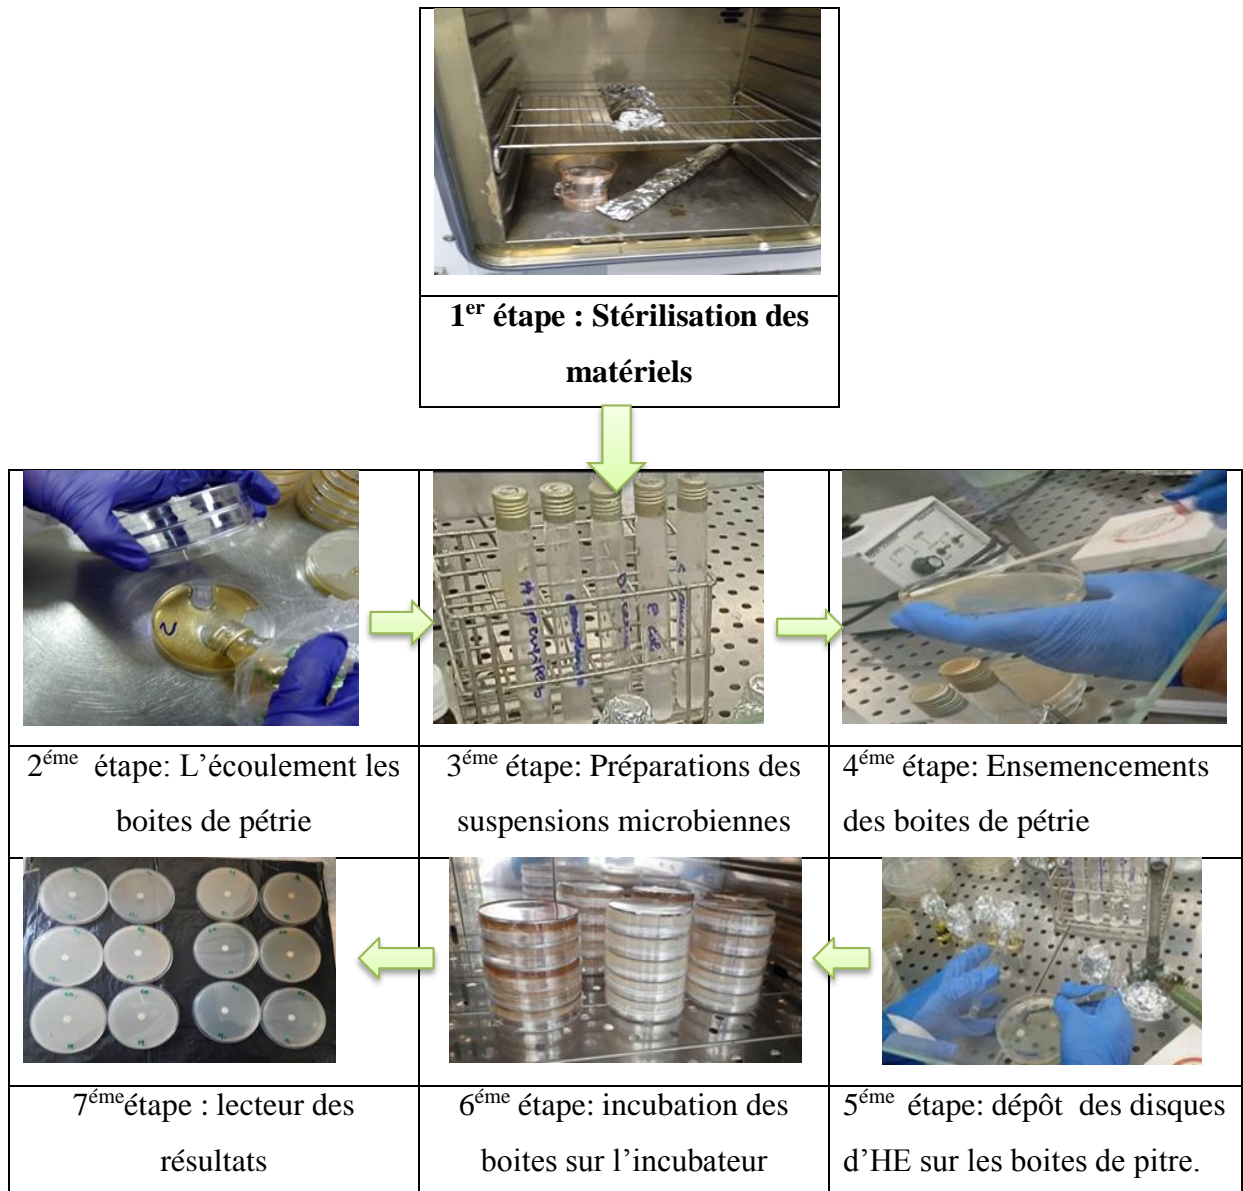 1er étape : Stérilisation des
matériels
2éme étape: L’écoulement les
boites de pétrie
3éme étape: Préparations des
suspensions microbiennes
4éme étape: Ensemencements
des boites de pétrie
7émeétape : lecteur des
résultats
6éme étape: incubation des
boites sur l’incubateur
5éme étape: dépôt des disques
d’HE sur les boites de pitre.